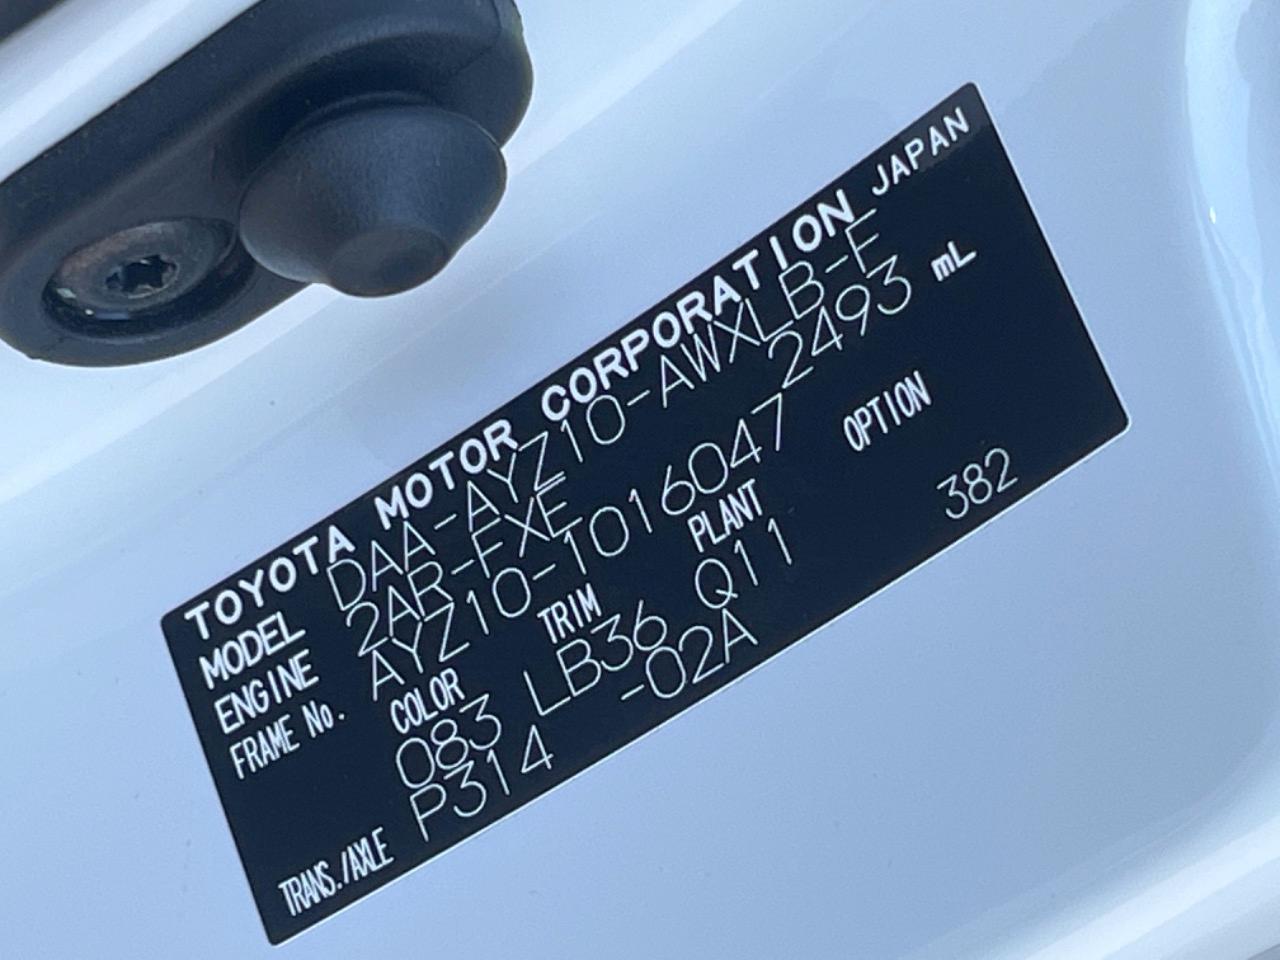 TOYOTA MOTOR CORPORATION JAPAN
MODEL DAA-AYZ10-AWXLB-F
ENGINE 2AR-FXE 2493 mL
FRAME No. AYZ10-1016047
COLOR TRIM PLANT OPTION
083 LB36 Q11 382
TRANS./AXLE P314 -02A